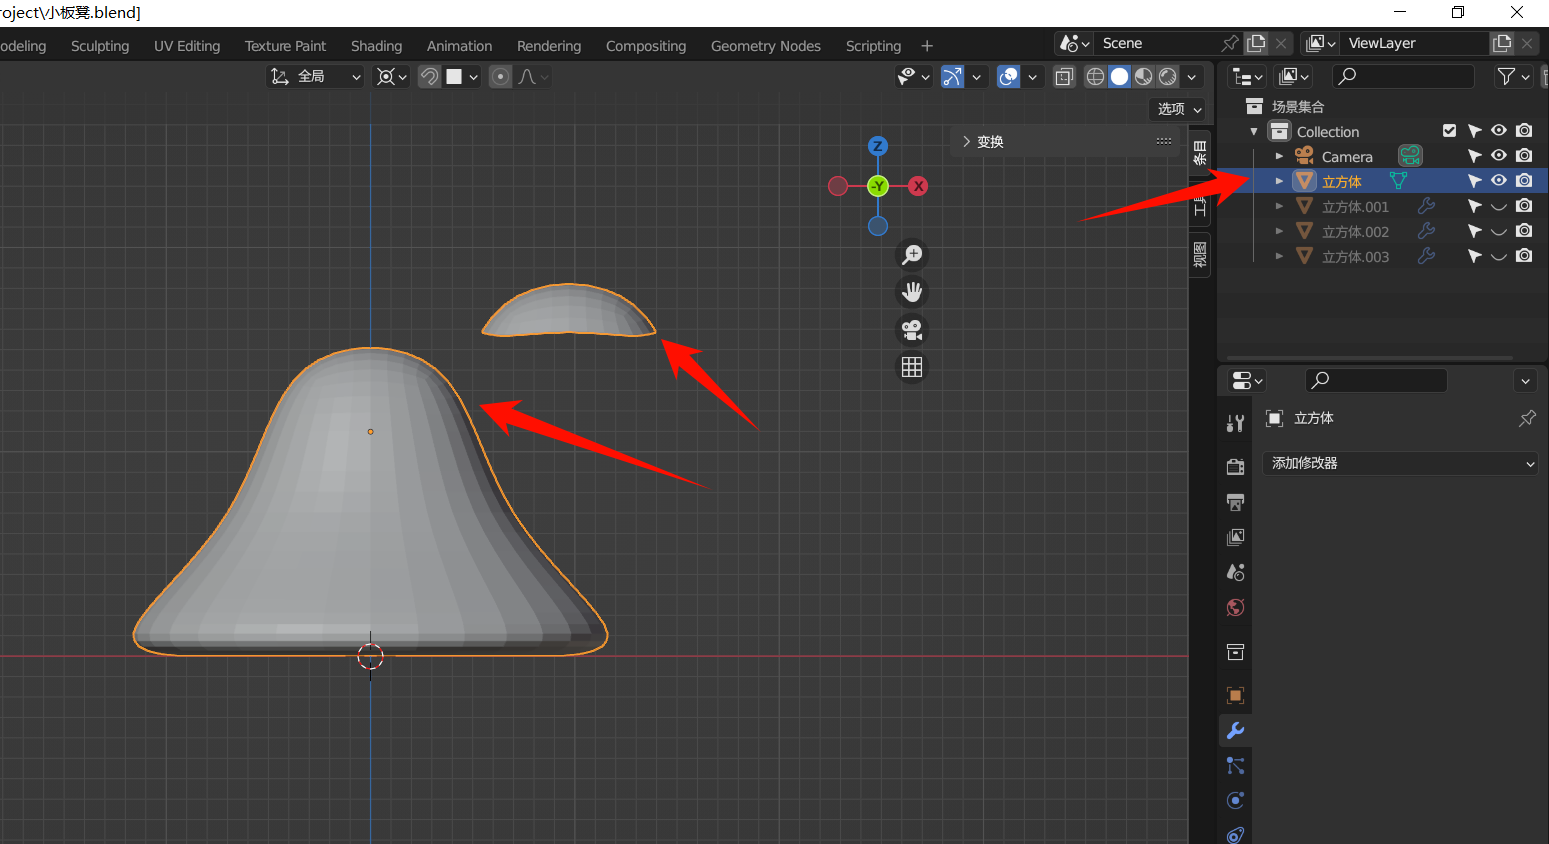 roject\小板凳.blend]
odeling Sculpting UV Editing Texture Paint Shading Animation Rendering Compositing Geometry Nodes Scripting + Scene ViewLayer
全局
选项
变换
条目
工具
视图
Z
-Y X
场景集合
Collection
Camera
立方体
立方体.001
立方体.002
立方体.003
立方体
添加修改器